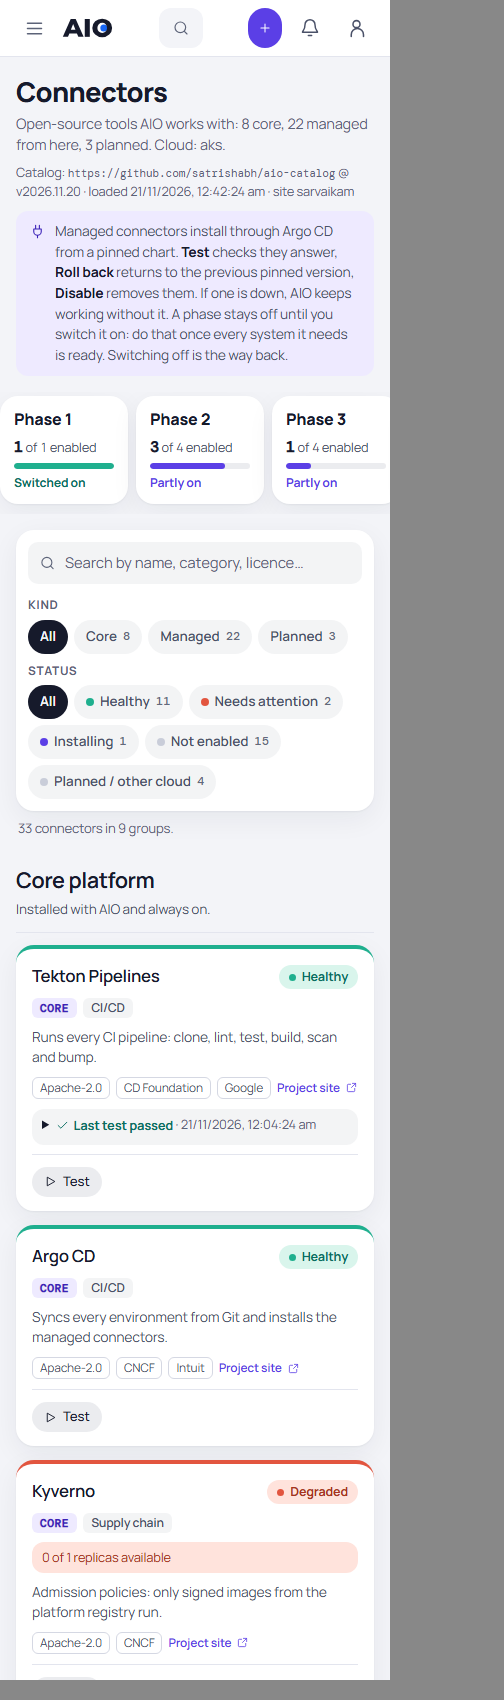 AIO
Connectors
Open-source tools AIO works with: 8 core, 22 managed
from here, 3 planned. Cloud: aks.
Catalog: https://github.com/satrishabh/aio-catalog @
v2026.11.20 · loaded 21/11/2026, 12:42:24 am · site sarvaikam
Managed connectors install through Argo CD
from a pinned chart. Test checks they answer,
Roll back returns to the previous pinned version,
Disable removes them. If one is down, AIO keeps
working without it. A phase stays off until you
switch it on: do that once every system it needs
is ready. Switching off is the way back.
Phase 1
1 of 1 enabled
Switched on
Phase 2
3 of 4 enabled
Partly on
Phase 3
1 of 4 enabled
Partly on
Search by name, category, licence...
KIND
All Core 8 Managed 22 Planned 3
STATUS
All Healthy 11 Needs attention 2
Installing 1 Not enabled 15
Planned / other cloud 4
33 connectors in 9 groups.
Core platform
Installed with AIO and always on.
Tekton Pipelines Healthy
CORE CI/CD
Runs every CI pipeline: clone, lint, test, build, scan
and bump.
Apache-2.0 CD Foundation Google Project site
Last test passed · 21/11/2026, 12:04:24 am
Test
Argo CD Healthy
CORE CI/CD
Syncs every environment from Git and installs the
managed connectors.
Apache-2.0 CNCF Intuit Project site
Test
Kyverno Degraded
CORE Supply chain
0 of 1 replicas available
Admission policies: only signed images from the
platform registry run.
Apache-2.0 CNCF Project site